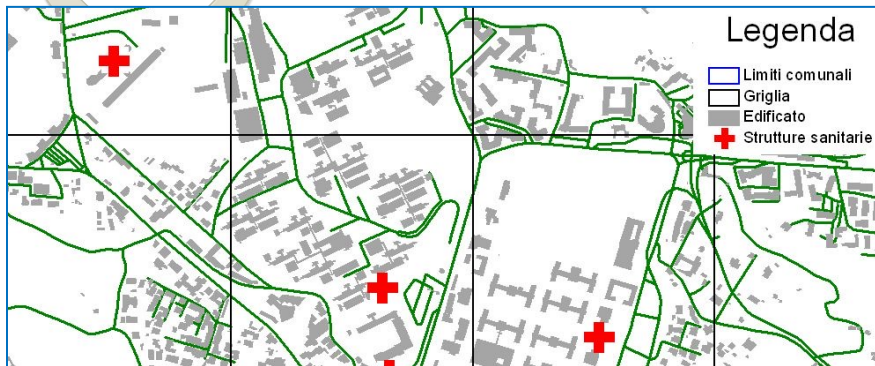 Legenda
Limiti comunali
Griglia
Edificato
Strutture sanitarie